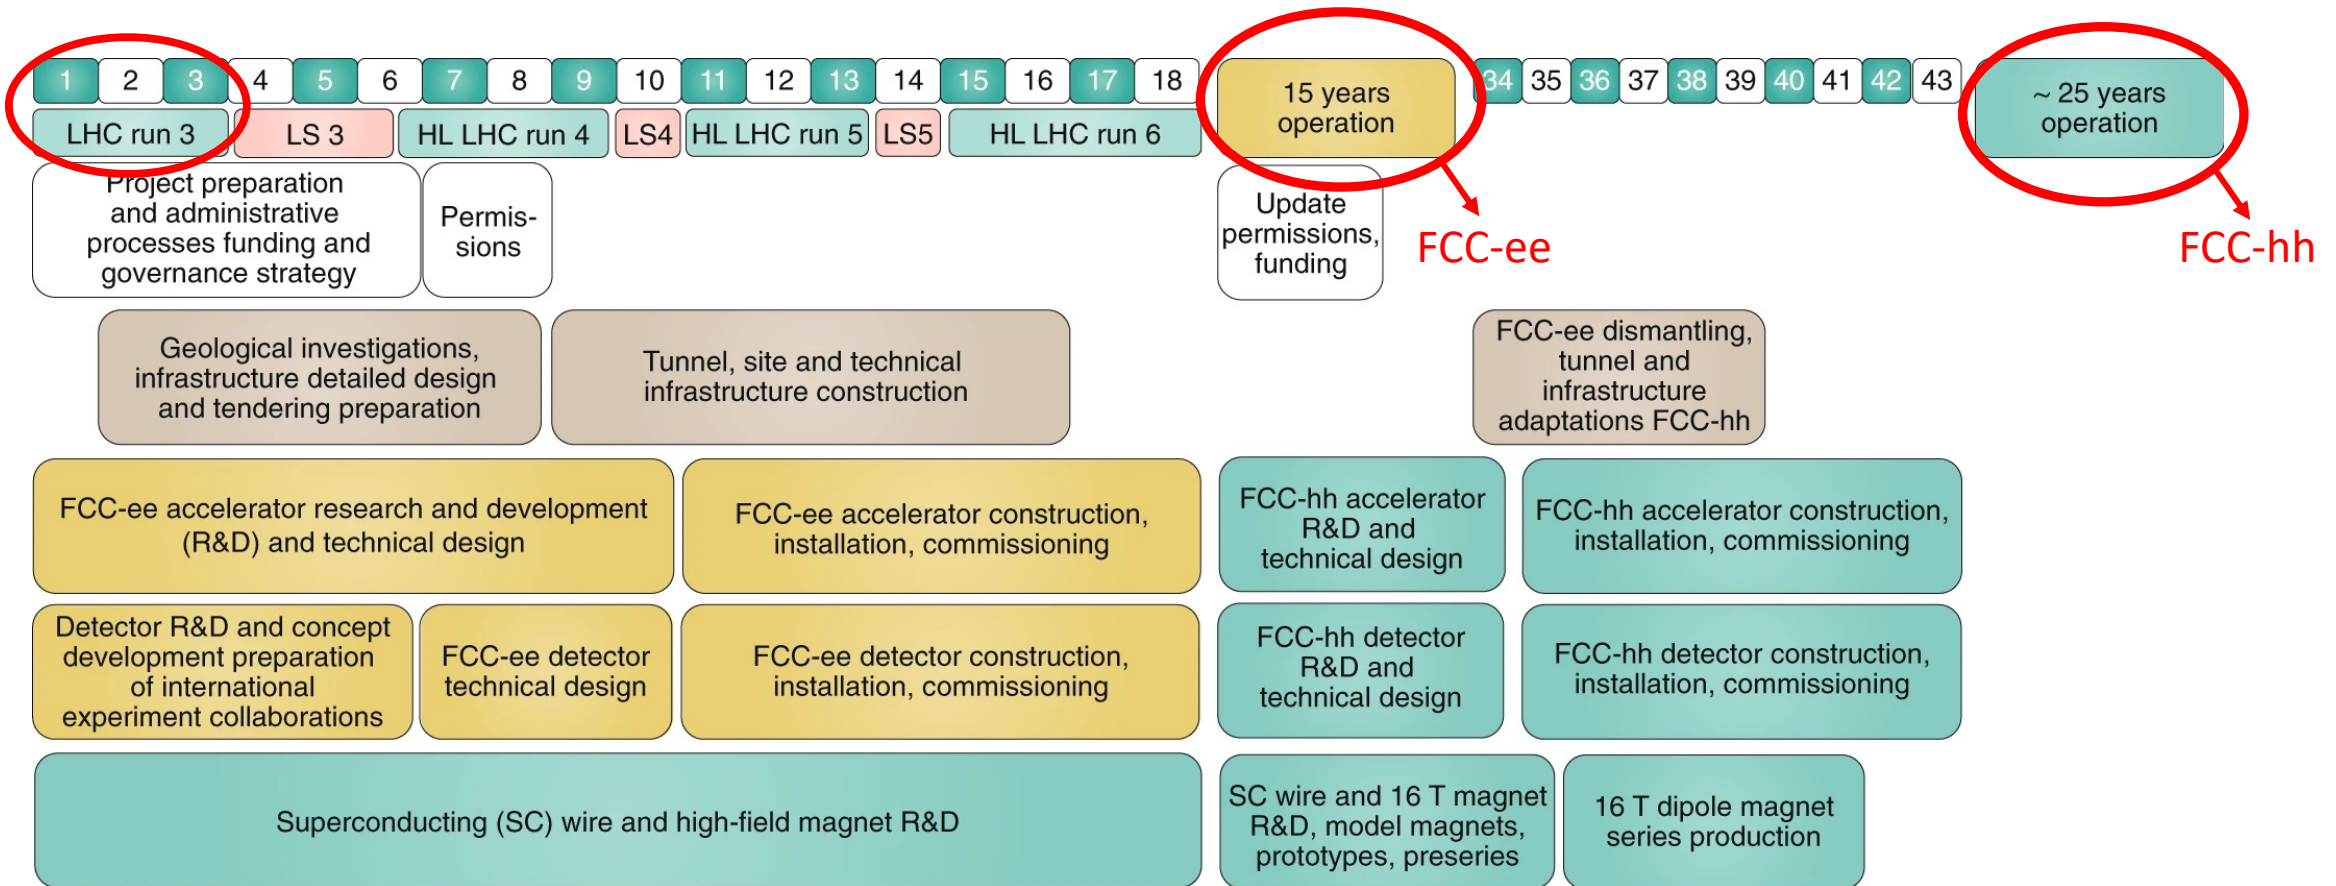 1 2 3 4 5 6 7 8 9 10 11 12 13 14 15 16 17 18
15 years
operation
34 35 36 37 38 39 40 41 42 43
~ 25 years
operation
LHC run 3
LS 3
HL LHC run 4
LS4
HL LHC run 5
LS5
HL LHC run 6
FCC-ee
FCC-hh
Project preparation
and administrative
processes funding and
governance strategy
Permis-
sions
Update
permissions,
funding
Geological investigations,
infrastructure detailed design
and tendering preparation
Tunnel, site and technical
infrastructure construction
FCC-ee dismantling,
tunnel and
infrastructure
adaptations FCC-hh
FCC-ee accelerator research and development
(R&D) and technical design
FCC-ee accelerator construction,
installation, commissioning
FCC-hh accelerator
R&D and
technical design
FCC-hh accelerator construction,
installation, commissioning
Detector R&D and concept
development preparation
of international
experiment collaborations
FCC-ee detector
technical design
FCC-ee detector construction,
installation, commissioning
FCC-hh detector
R&D and
technical design
FCC-hh detector construction,
installation, commissioning
Superconducting (SC) wire and high-field magnet R&D
SC wire and 16 T magnet
R&D, model magnets,
prototypes, preseries
16 T dipole magnet
series production